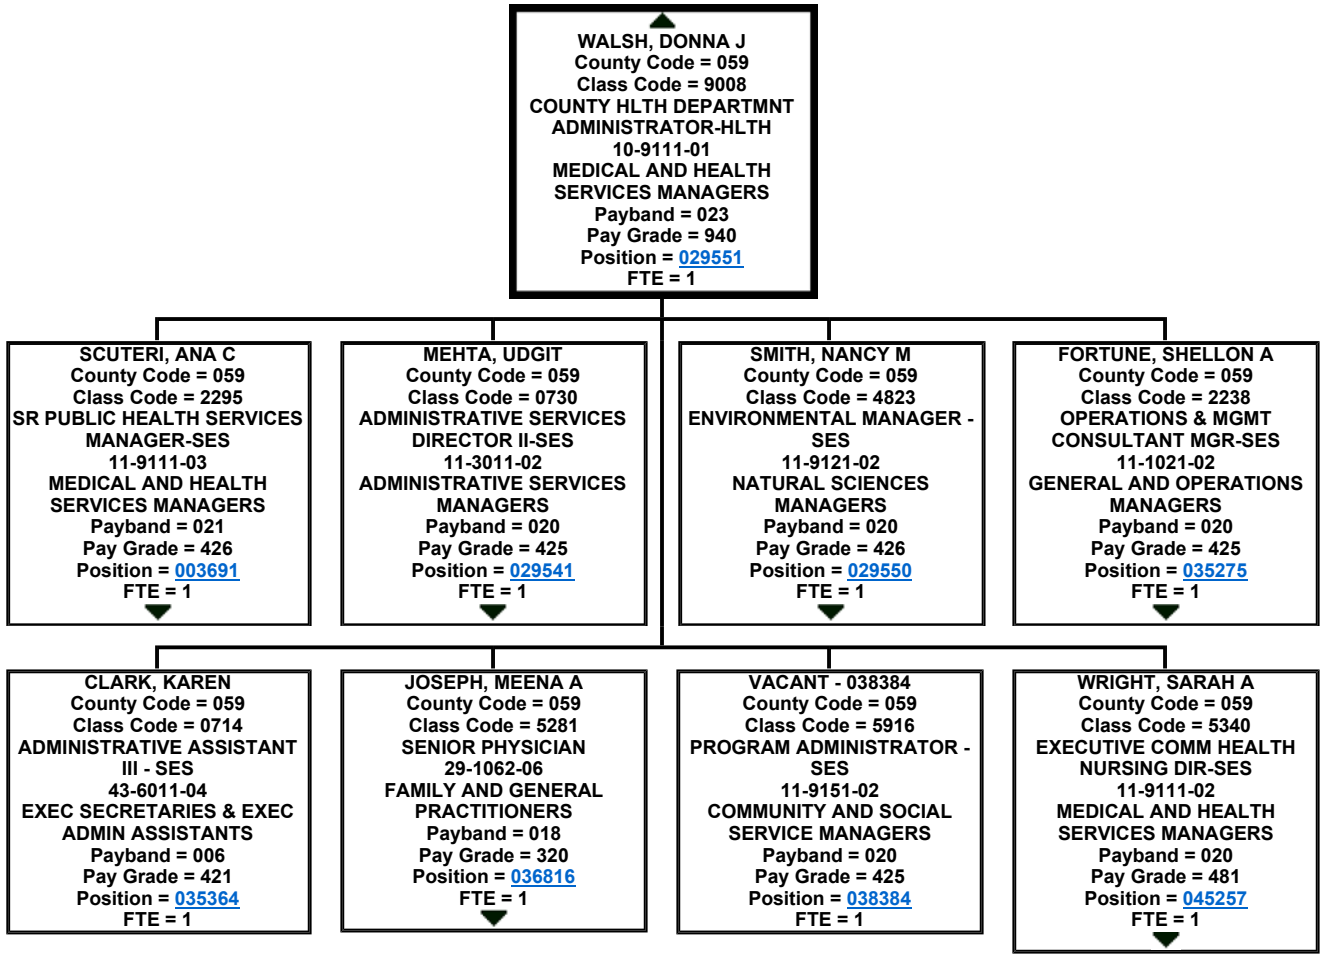 WALSH, DONNA J
County Code = 059
Class Code = 9008
COUNTY HLTH DEPARTMNT
ADMINISTRATOR-HLTH
10-9111-01
MEDICAL AND HEALTH
SERVICES MANAGERS
Payband = 023
Pay Grade = 940
Position = 029551
FTE = 1
SCUTERI, ANA C
County Code = 059
Class Code = 2295
SR PUBLIC HEALTH SERVICES
MANAGER-SES
11-9111-03
MEDICAL AND HEALTH
SERVICES MANAGERS
Payband = 021
Pay Grade = 426
Position = 003691
FTE = 1
MEHTA, UDGIT
County Code = 059
Class Code = 0730
ADMINISTRATIVE SERVICES
DIRECTOR II-SES
11-3011-02
ADMINISTRATIVE SERVICES
MANAGERS
Payband = 020
Pay Grade = 425
Position = 029541
FTE = 1
SMITH, NANCY M
County Code = 059
Class Code = 4823
ENVIRONMENTAL MANAGER -
SES
11-9121-02
NATURAL SCIENCES
MANAGERS
Payband = 020
Pay Grade = 426
Position = 029550
FTE = 1
FORTUNE, SHELLON A
County Code = 059
Class Code = 2238
OPERATIONS & MGMT
CONSULTANT MGR-SES
11-1021-02
GENERAL AND OPERATIONS
MANAGERS
Payband = 020
Pay Grade = 425
Position = 035275
FTE = 1
CLARK, KAREN
County Code = 059
Class Code = 0714
ADMINISTRATIVE ASSISTANT
III - SES
43-6011-04
EXEC SECRETARIES & EXEC
ADMIN ASSISTANTS
Payband = 006
Pay Grade = 421
Position = 035364
FTE = 1
JOSEPH, MEENA A
County Code = 059
Class Code = 5281
SENIOR PHYSICIAN
29-1062-06
FAMILY AND GENERAL
PRACTITIONERS
Payband = 018
Pay Grade = 320
Position = 036816
FTE = 1
VACANT - 038384
County Code = 059
Class Code = 5916
PROGRAM ADMINISTRATOR -
SES
11-9151-02
COMMUNITY AND SOCIAL
SERVICE MANAGERS
Payband = 020
Pay Grade = 425
Position = 038384
FTE = 1
WRIGHT, SARAH A
County Code = 059
Class Code = 5340
EXECUTIVE COMM HEALTH
NURSING DIR-SES
11-9111-02
MEDICAL AND HEALTH
SERVICES MANAGERS
Payband = 020
Pay Grade = 481
Position = 045257
FTE = 1